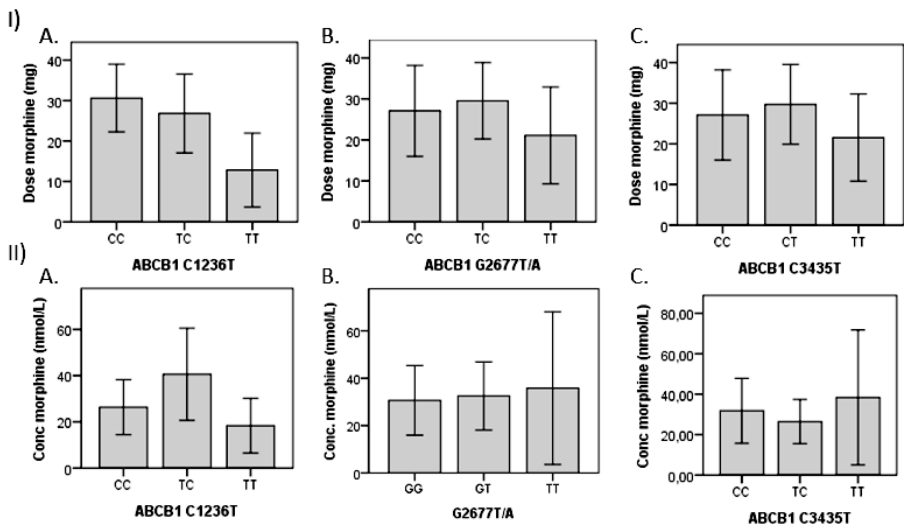 I)
A.
Dose morphine (mg)
40
30
20
10
0
CC TC TT
ABCB1 C1236T
B.
Dose morphine (mg)
40
30
20
10
0
CC TC TT
ABCB1 G2677T/A
C.
Dose morphine (mg)
40
30
20
10
0
CC CT TT
ABCB1 C3435T
II)
A.
Conc morphine (nmol/L)
60
40
20
0
CC TC TT
ABCB1 C1236T
B.
Conc. morphine (nmol/L)
60
40
20
0
GG GT TT
G2677T/A
C.
Conc morphine (nmol/L)
80,00
60,00
40,00
20,00
0,00
CC TC TT
ABCB1 C3435T